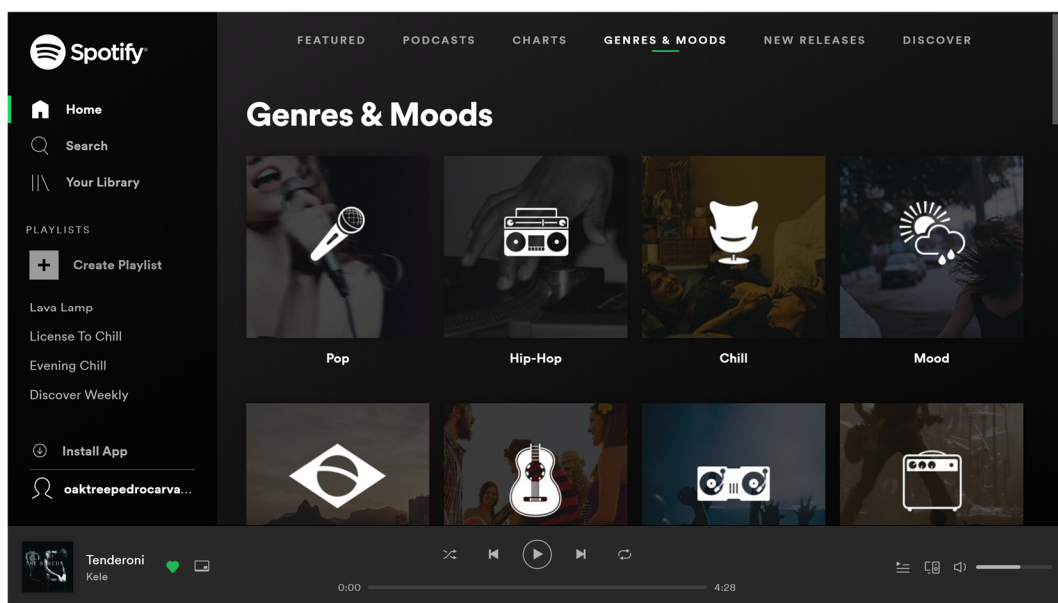 Spotify
FEATURED PODCASTS CHARTS GENRES & MOODS NEW RELEASES DISCOVER
Home
Search
Your Library
PLAYLISTS
Create Playlist
Lava Lamp
License To Chill
Evening Chill
Discover Weekly
Install App
oaktreepedrocarva...
Genres & Moods
Pop Hip-Hop Chill Mood
Tenderoni
Kele
0:00 4:28